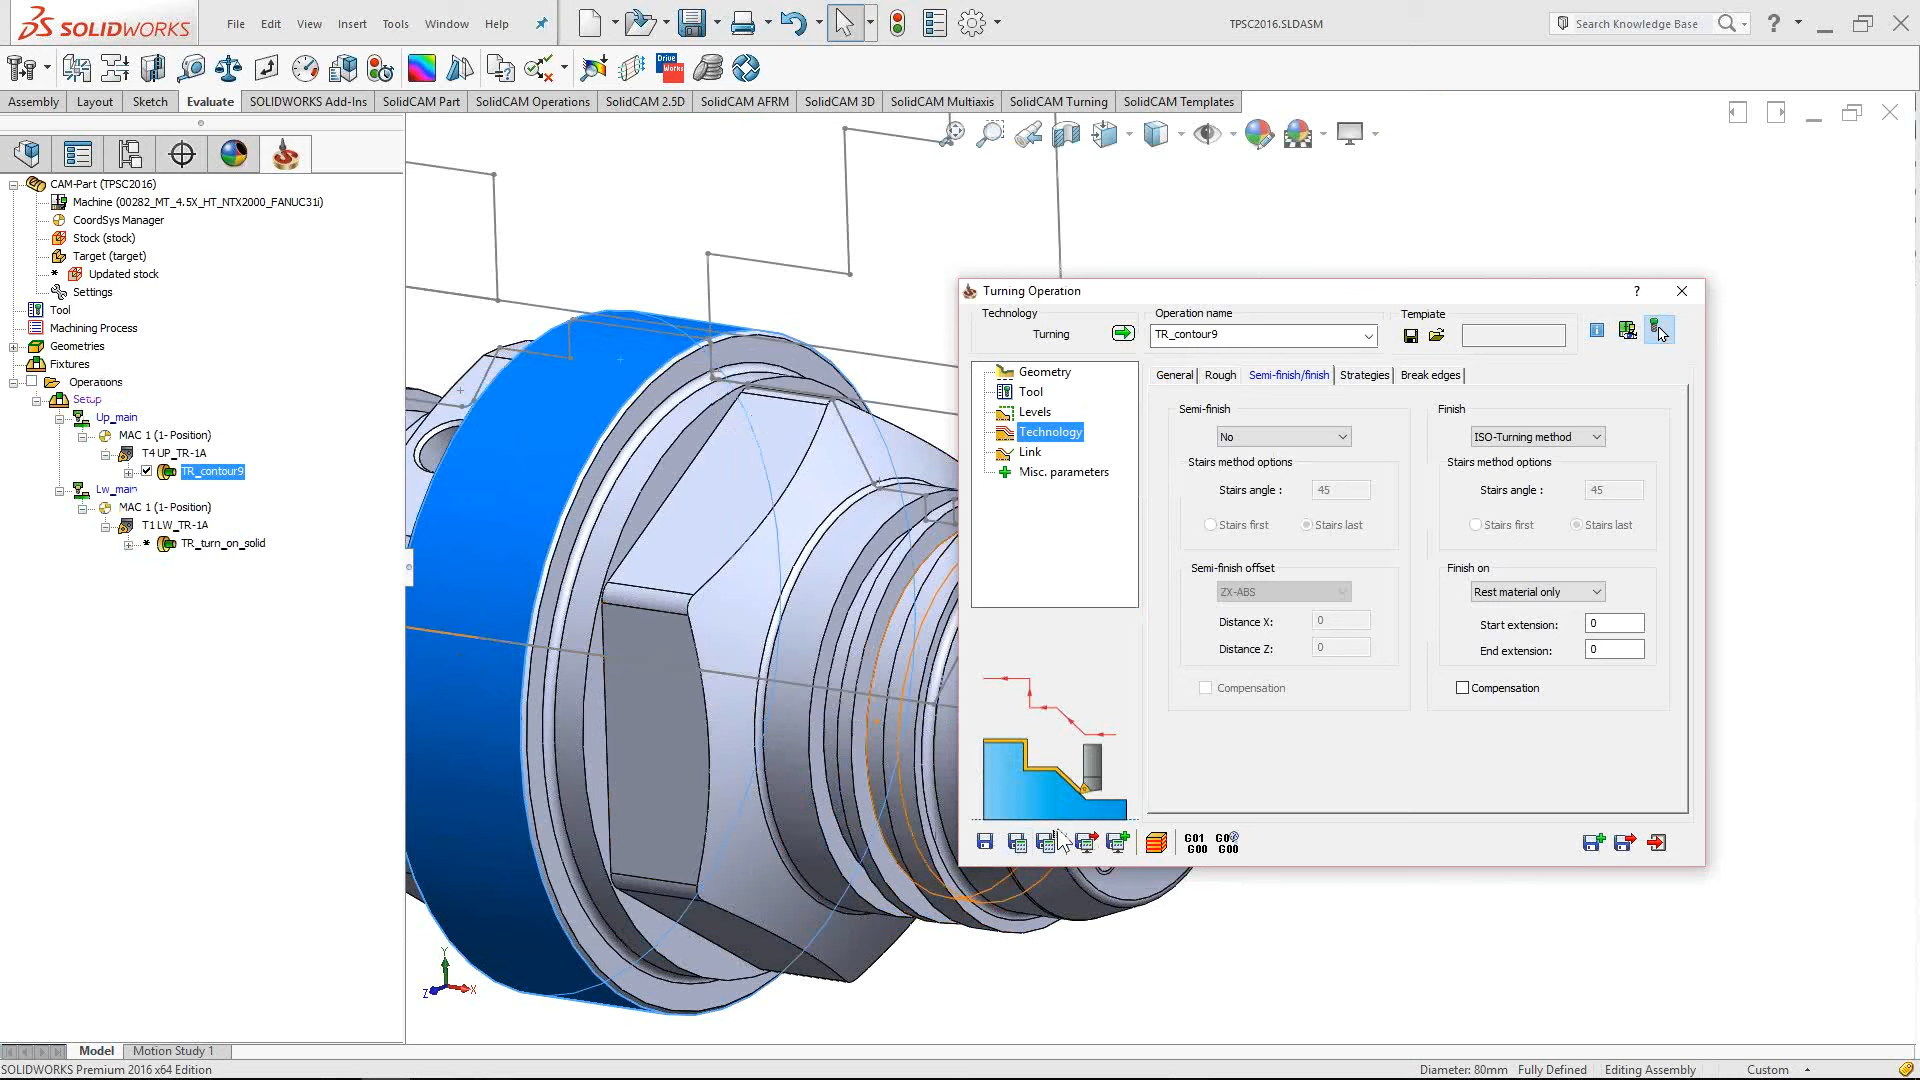 SOLIDWORKS
File Edit View Insert Tools Window Help
TPSC2016.SLDASM
Search Knowledge Base
?
Drive Works
Assembly Layout Sketch Evaluate SOLIDWORKS Add-Ins SolidCAM Part SolidCAM Operations SolidCAM 2.5D SolidCAM AFRM SolidCAM 3D SolidCAM Multiaxis SolidCAM Turning SolidCAM Templates
CAM-Part (TPSC2016)
Machine (00282_MT_4.5X_HT_NTX2000_FANUC31i)
CoordSys Manager
Stock (stock)
Target (target)
* Updated stock
Settings
Tool
Machining Process
Geometries
Fixtures
Operations
Setup
Up_main
MAC 1 (1- Position)
T4 UP_TR-1A
TR_contour9
Lw_main
MAC 1 (1- Position)
T1 LW_TR-1A
* TR_turn_on_solid
Turning Operation
?
Technology
Turning
Operation name
TR_contour9
Template
Geometry
Tool
Levels
Technology
Link
Misc. parameters
General Rough Semi-finish/finish Strategies Break edges
Semi-finish
No
Stairs method options
Stairs angle : 45
Stairs first Stairs last
Semi-finish offset
ZX-ABS
Distance X: 0
Distance Z: 0
Compensation
Finish
ISO-Turning method
Stairs method options
Stairs angle : 45
Stairs first Stairs last
Finish on
Rest material only
Start extension: 0
End extension: 0
Compensation
G01 G00
G0 G00
Y
Z X
Model Motion Study 1
SOLIDWORKS Premium 2016 x64 Edition
Diameter: 80mm Fully Defined Editing Assembly Custom